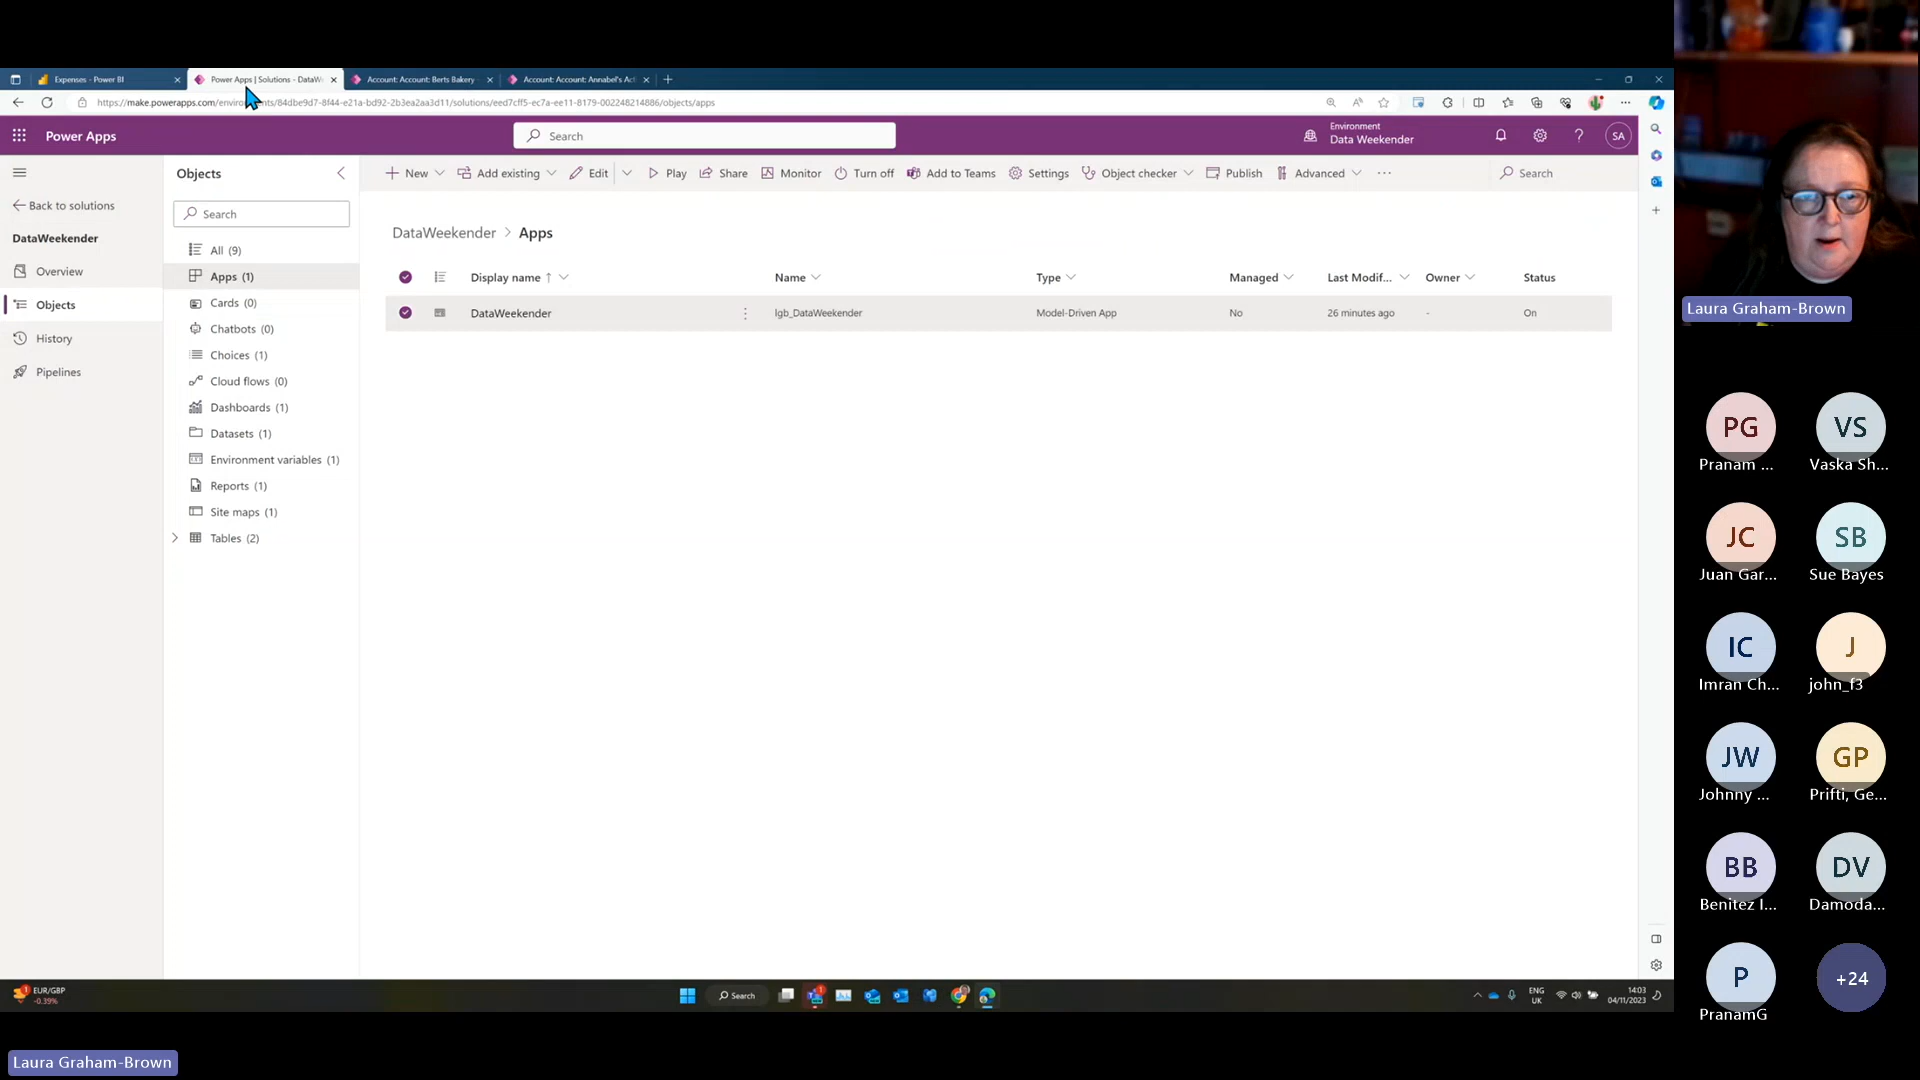 Expenses - Power BI
Power Apps | Solutions - DataW
Account: Account: Berts Bakery
Account: Account: Annabel's Act
https://make.powerapps.com/environments/84dbe9d7-8f44-e21a-bd92-2b3ea2aa3d11/solutions/eed7cff5-ec7a-ee11-8179-002248214886/objects/apps
Power Apps
Search
Environment
Data Weekender
SA
Back to solutions
DataWeekender
Overview
Objects
History
Pipelines
Objects
Search
All (9)
Apps (1)
Cards (0)
Chatbots (0)
Choices (1)
Cloud flows (0)
Dashboards (1)
Datasets (1)
Environment variables (1)
Reports (1)
Site maps (1)
Tables (2)
New Add existing Edit Play Share Monitor Turn off Add to Teams Settings Object checker Publish Advanced ··· Search
DataWeekender > Apps
Display name ↑ Name Type Managed Last Modif... Owner Status
DataWeekender lgb_DataWeekender Model-Driven App No 26 minutes ago - On
EUR/GBP
-0.39%
Search
ENG
UK
14:03
04/11/2023
Laura Graham-Brown
PG
Pranam ...
VS
Vaska Sh...
JC
Juan Gar...
SB
Sue Bayes
IC
Imran Ch...
J
john_f3
JW
Johnny ...
GP
Prifti, Ge...
BB
Benitez I...
DV
Damoda...
P
PranamG
+24
Laura Graham-Brown